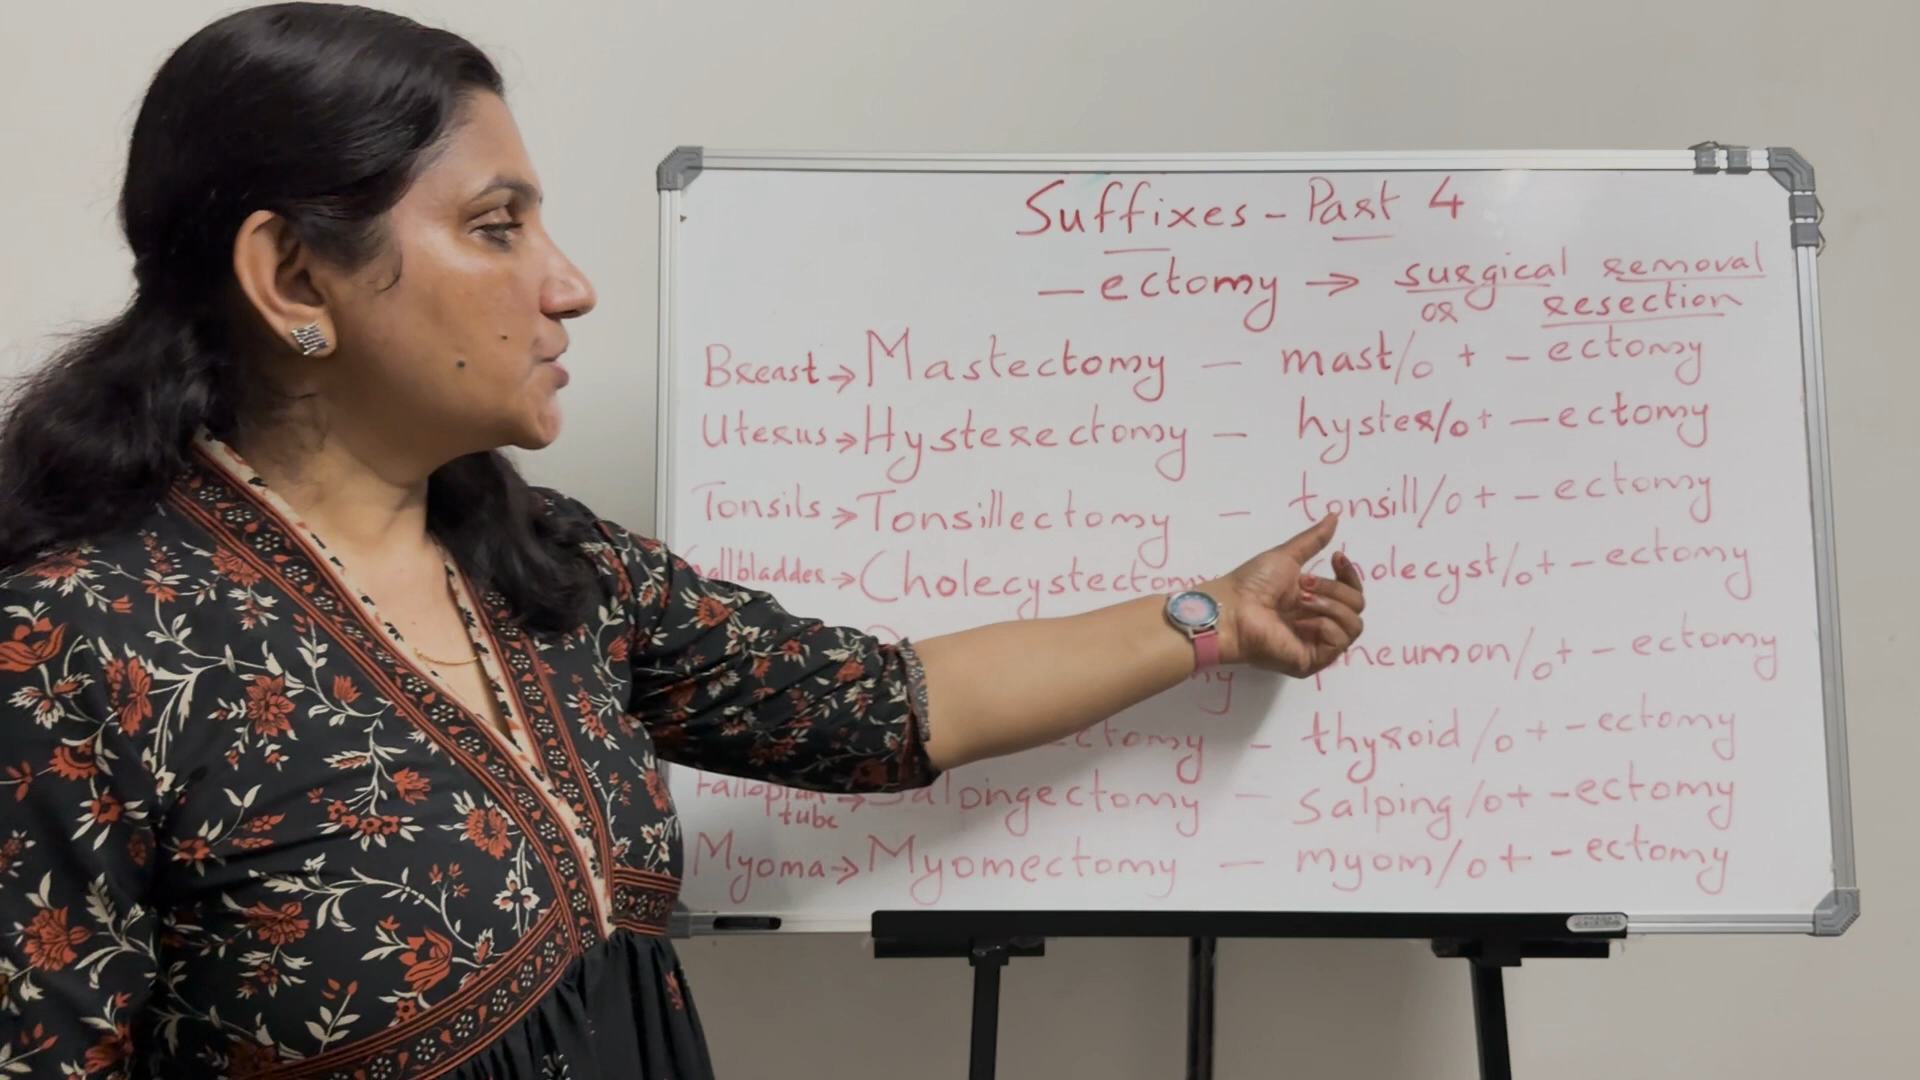 Suffixes - Part 4
- ectomy → surgical removal
or resection
Breast → Mastectomy - mast/o + - ectomy
Uterus → Hysterectomy - hyster/o + - ectomy
Tonsils → Tonsillectomy - tonsill/o + - ectomy
Gallbladder → Cholecystectomy cholecyst/o + - ectomy
pneumon/o + - ectomy
ectomy - thyroid/o + - ectomy
Fallopian tube → Salpingectomy - Salping/o + - ectomy
Myoma → Myomectomy - myom/o + - ectomy